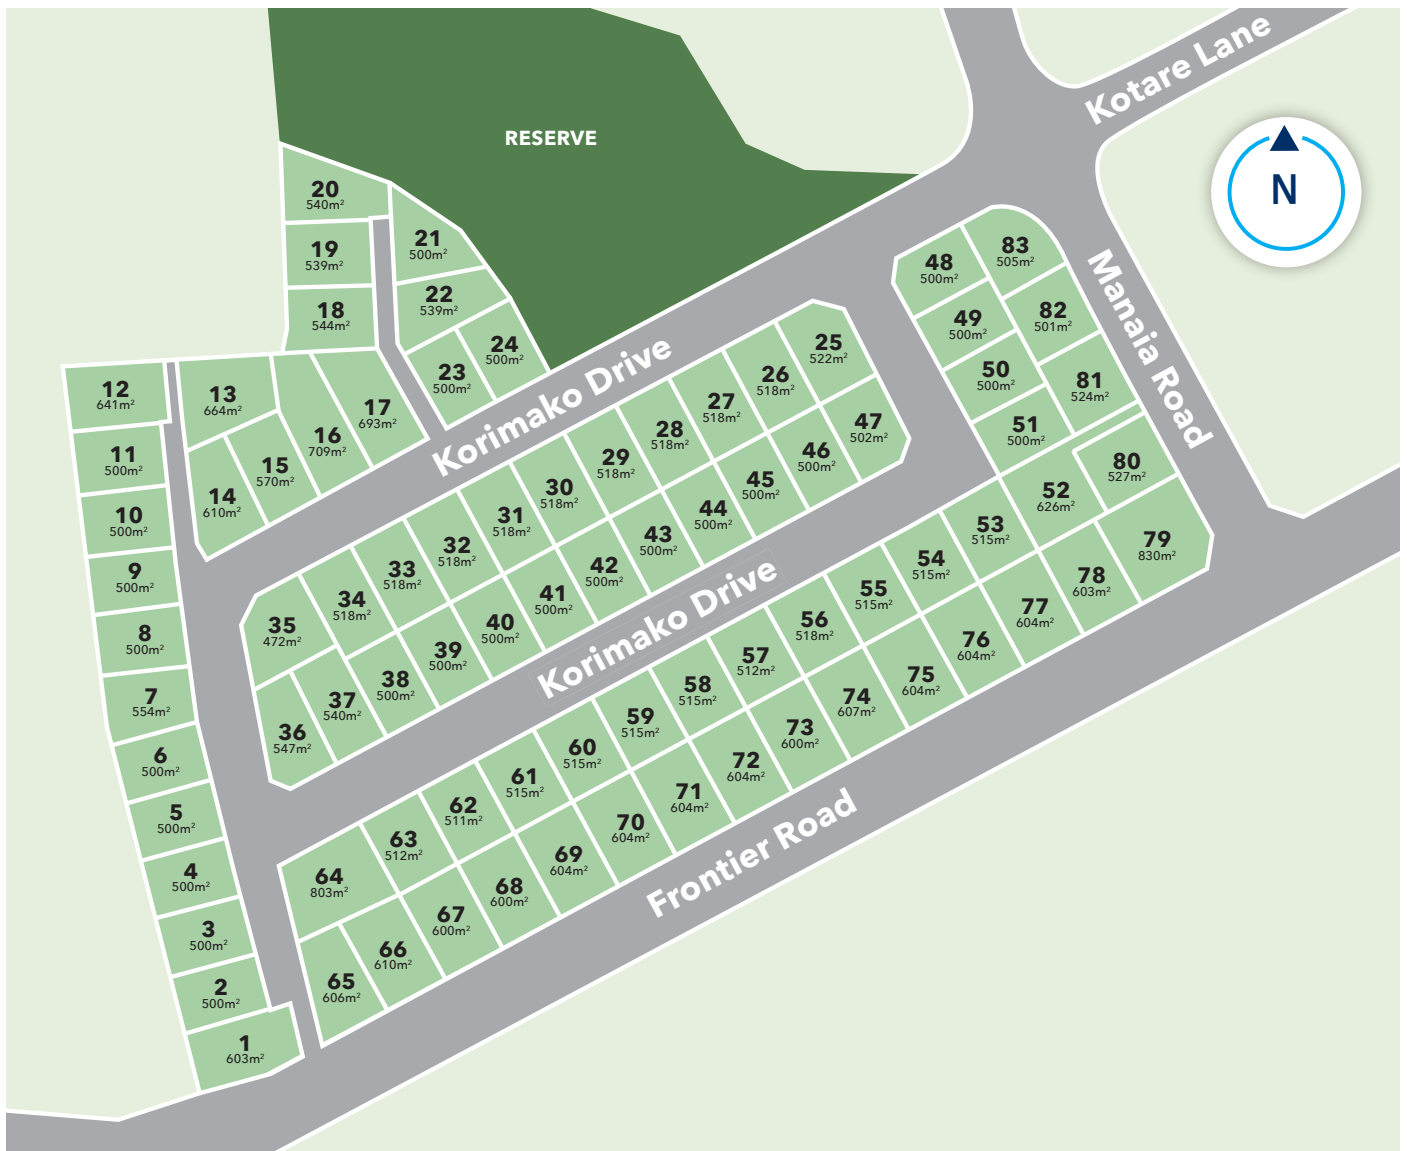 Kotare Lane
RESERVE
N
20
540m²
19
539m²
18
544m²
21
500m²
22
539m²
24
500m²
23
500m²
48
500m²
83
505m²
49
500m²
82
501m²
50
500m²
81
524m²
51
500m²
Manaia Road
12
641m²
13
664m²
17
693m²
16
709m²
15
570m²
14
610m²
11
500m²
10
500m²
9
500m²
8
500m²
7
554m²
6
500m²
5
500m²
4
500m²
3
500m²
2
500m²
1
603m²
Korimako Drive
25
522m²
26
518m²
27
518m²
28
518m²
29
518m²
30
518m²
31
518m²
32
518m²
33
518m²
34
518m²
35
472m²
47
502m²
46
500m²
45
500m²
44
500m²
43
500m²
42
500m²
41
500m²
40
500m²
39
500m²
38
500m²
37
540m²
36
547m²
Korimako Drive
80
527m²
52
626m²
53
515m²
54
515m²
55
515m²
56
518m²
57
512m²
58
515m²
59
515m²
60
515m²
61
515m²
62
511m²
63
512m²
64
803m²
79
830m²
78
603m²
77
604m²
76
604m²
75
604m²
74
607m²
73
600m²
72
604m²
71
604m²
70
604m²
69
604m²
68
600m²
67
600m²
66
610m²
65
606m²
Frontier Road